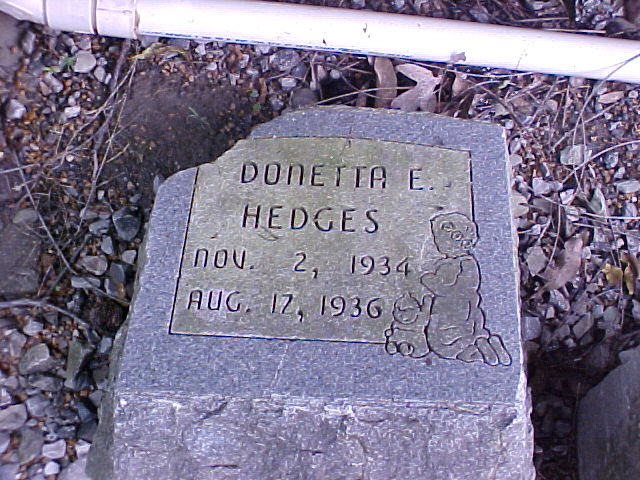 DONETTA E.
HEDGES
NOV. 2, 1934
AUG. 17, 1936